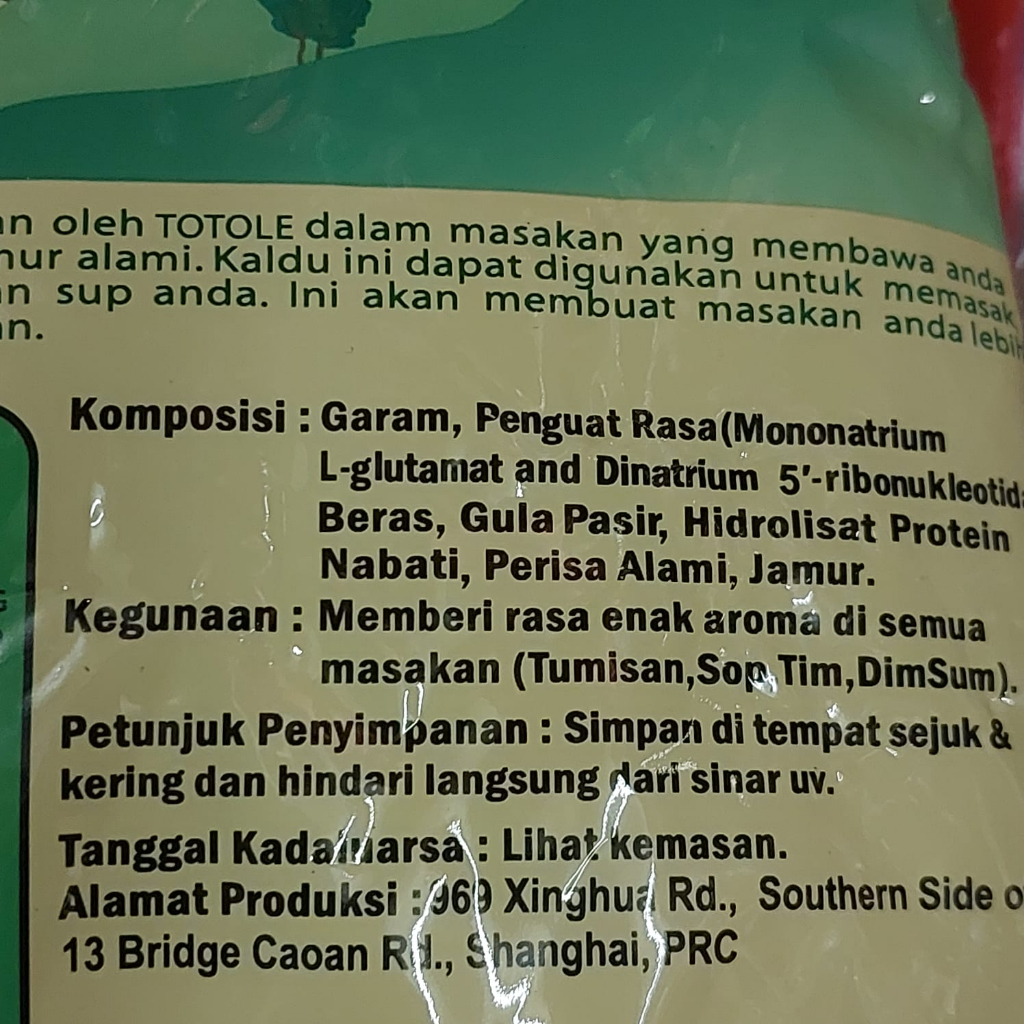 oleh TOTOLE dalam masakan yang membawa anda
alami. Kaldu ini dapat digunakan untuk memasak
sup anda. Ini akan membuat masakan anda lebih
Komposisi : Garam, Penguat Rasa(Mononatrium
L-glutamat and Dinatrium 5'-ribonukleotid
Beras, Gula Pasir, Hidrolisat Protein
Nabati, Perisa Alami, Jamur.
Kegunaan : Memberi rasa enak aroma di semua
masakan (Tumisan,Sop,Tim,DimSum).
Petunjuk Penyimpanan : Simpan di tempat sejuk &
kering dan hindari langsung dari sinar uv.
Tanggal Kadaluarsa : Lihat kemasan.
Alamat Produksi : 969 Xinghua Rd., Southern Side
13 Bridge Caoan Rd., Shanghai, PRC